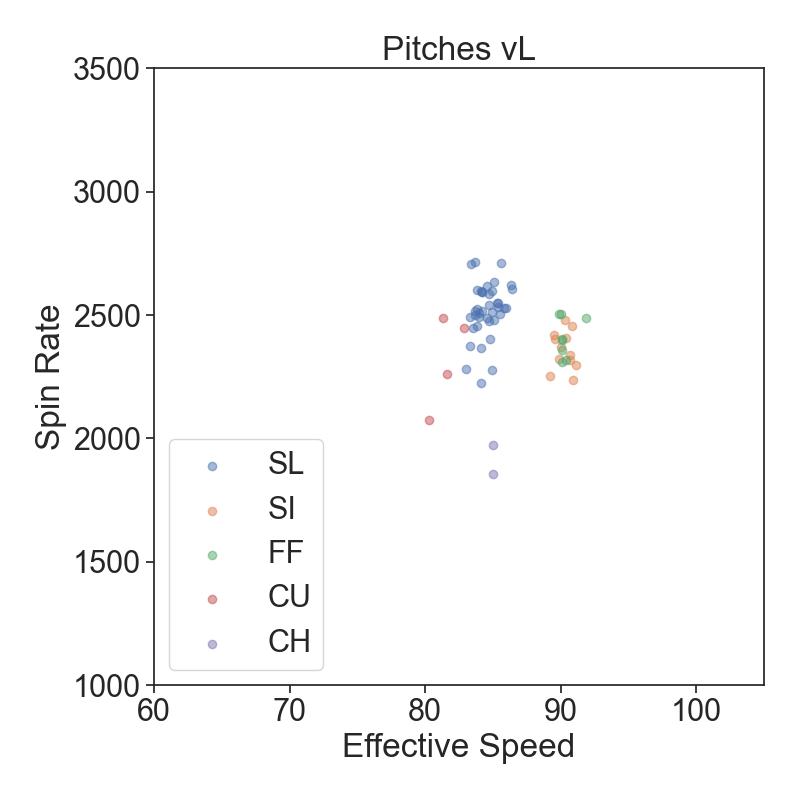 Pitches vL
3500
3000
2500
2000
1500
1000
Spin Rate
SL
SI
FF
CU
CH
60 70 80 90 100
Effective Speed